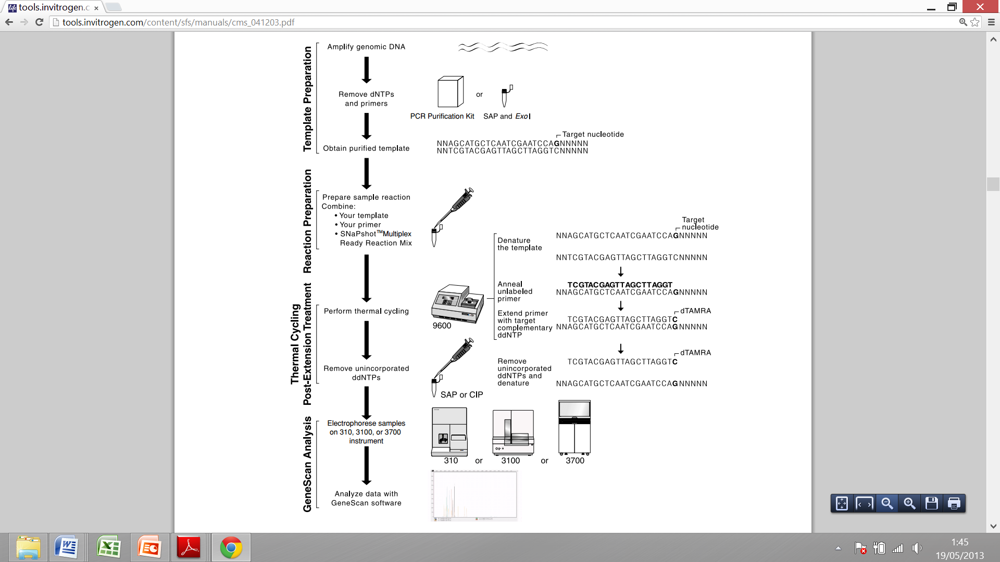 tools.invitrogen.c
tools.invitrogen.com/content/sfs/manuals/cms_041203.pdf
Template Preparation
Amplify genomic DNA
Remove dNTPs
and primers
or
PCR Purification Kit
SAP and ExoI
Obtain purified template
Target nucleotide
NNAGCATGCTCAATCGAATCCAGNNNNN
NNTCGTACGAGTTAGCTTAGGTCNNNNN
Reaction Preparation
Prepare sample reaction
Combine:
• Your template
• Your primer
• SNaPshot™Multiplex
Ready Reaction Mix
Thermal Cycling
Post-Extension Treatment
Perform thermal cycling
9600
Denature
the template
Target
nucleotide
NNAGCATGCTCAATCGAATCCAGNNNNN
NNTCGTACGAGTTAGCTTAGGTCNNNNN
Anneal
unlabeled
primer
TCGTACGAGTTAGCTTAGGT
NNAGCATGCTCAATCGAATCCAGNNNNN
Extend primer
with target
complementary
ddNTP
dTAMRA
TCGTACGAGTTAGCTTAGGTC
NNAGCATGCTCAATCGAATCCAGNNNNN
Remove unincorporated
ddNTPs
SAP or CIP
Remove
unincorporated
ddNTPs and
denature
dTAMRA
TCGTACGAGTTAGCTTAGGTC
NNAGCATGCTCAATCGAATCCAGNNNNN
GeneScan Analysis
Electrophorese samples
on 310, 3100, or 3700
instrument
310 or 3100 or 3700
Analyze data with
GeneScan software
1:45
19/05/2013